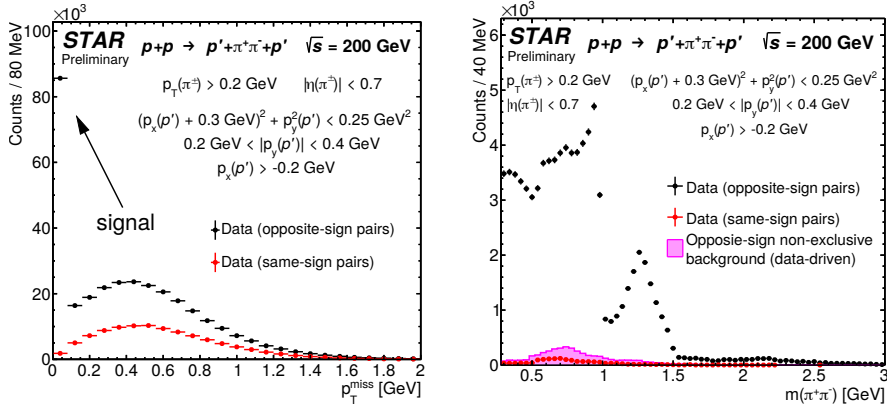 ×10³
STAR
Preliminary
p+p → p′+π⁺π⁻+p′ √s = 200 GeV
p_T(π^±) > 0.2 GeV |η(π^±)| < 0.7
(p_x(p′) + 0.3 GeV)² + p_y²(p′) < 0.25 GeV²
0.2 GeV < |p_y(p′)| < 0.4 GeV
p_x(p′) > -0.2 GeV
signal
Data (opposite-sign pairs)
Data (same-sign pairs)
Counts / 80 MeV
100
80
60
40
20
0
0 0.2 0.4 0.6 0.8 1 1.2 1.4 1.6 1.8 2
p_T^miss [GeV]
×10³
STAR
Preliminary
p+p → p′+π⁺π⁻+p′ √s = 200 GeV
p_T(π^±) > 0.2 GeV (p_x(p′) + 0.3 GeV)² + p_y²(p′) < 0.25 GeV²
|η(π^±)| < 0.7 0.2 GeV < |p_y(p′)| < 0.4 GeV
p_x(p′) > -0.2 GeV
Data (opposite-sign pairs)
Data (same-sign pairs)
Opposie-sign non-exclusive
background (data-driven)
Counts / 40 MeV
6
5
4
3
2
1
0
0.5 1 1.5 2 2.5 3
m(π⁺π⁻) [GeV]